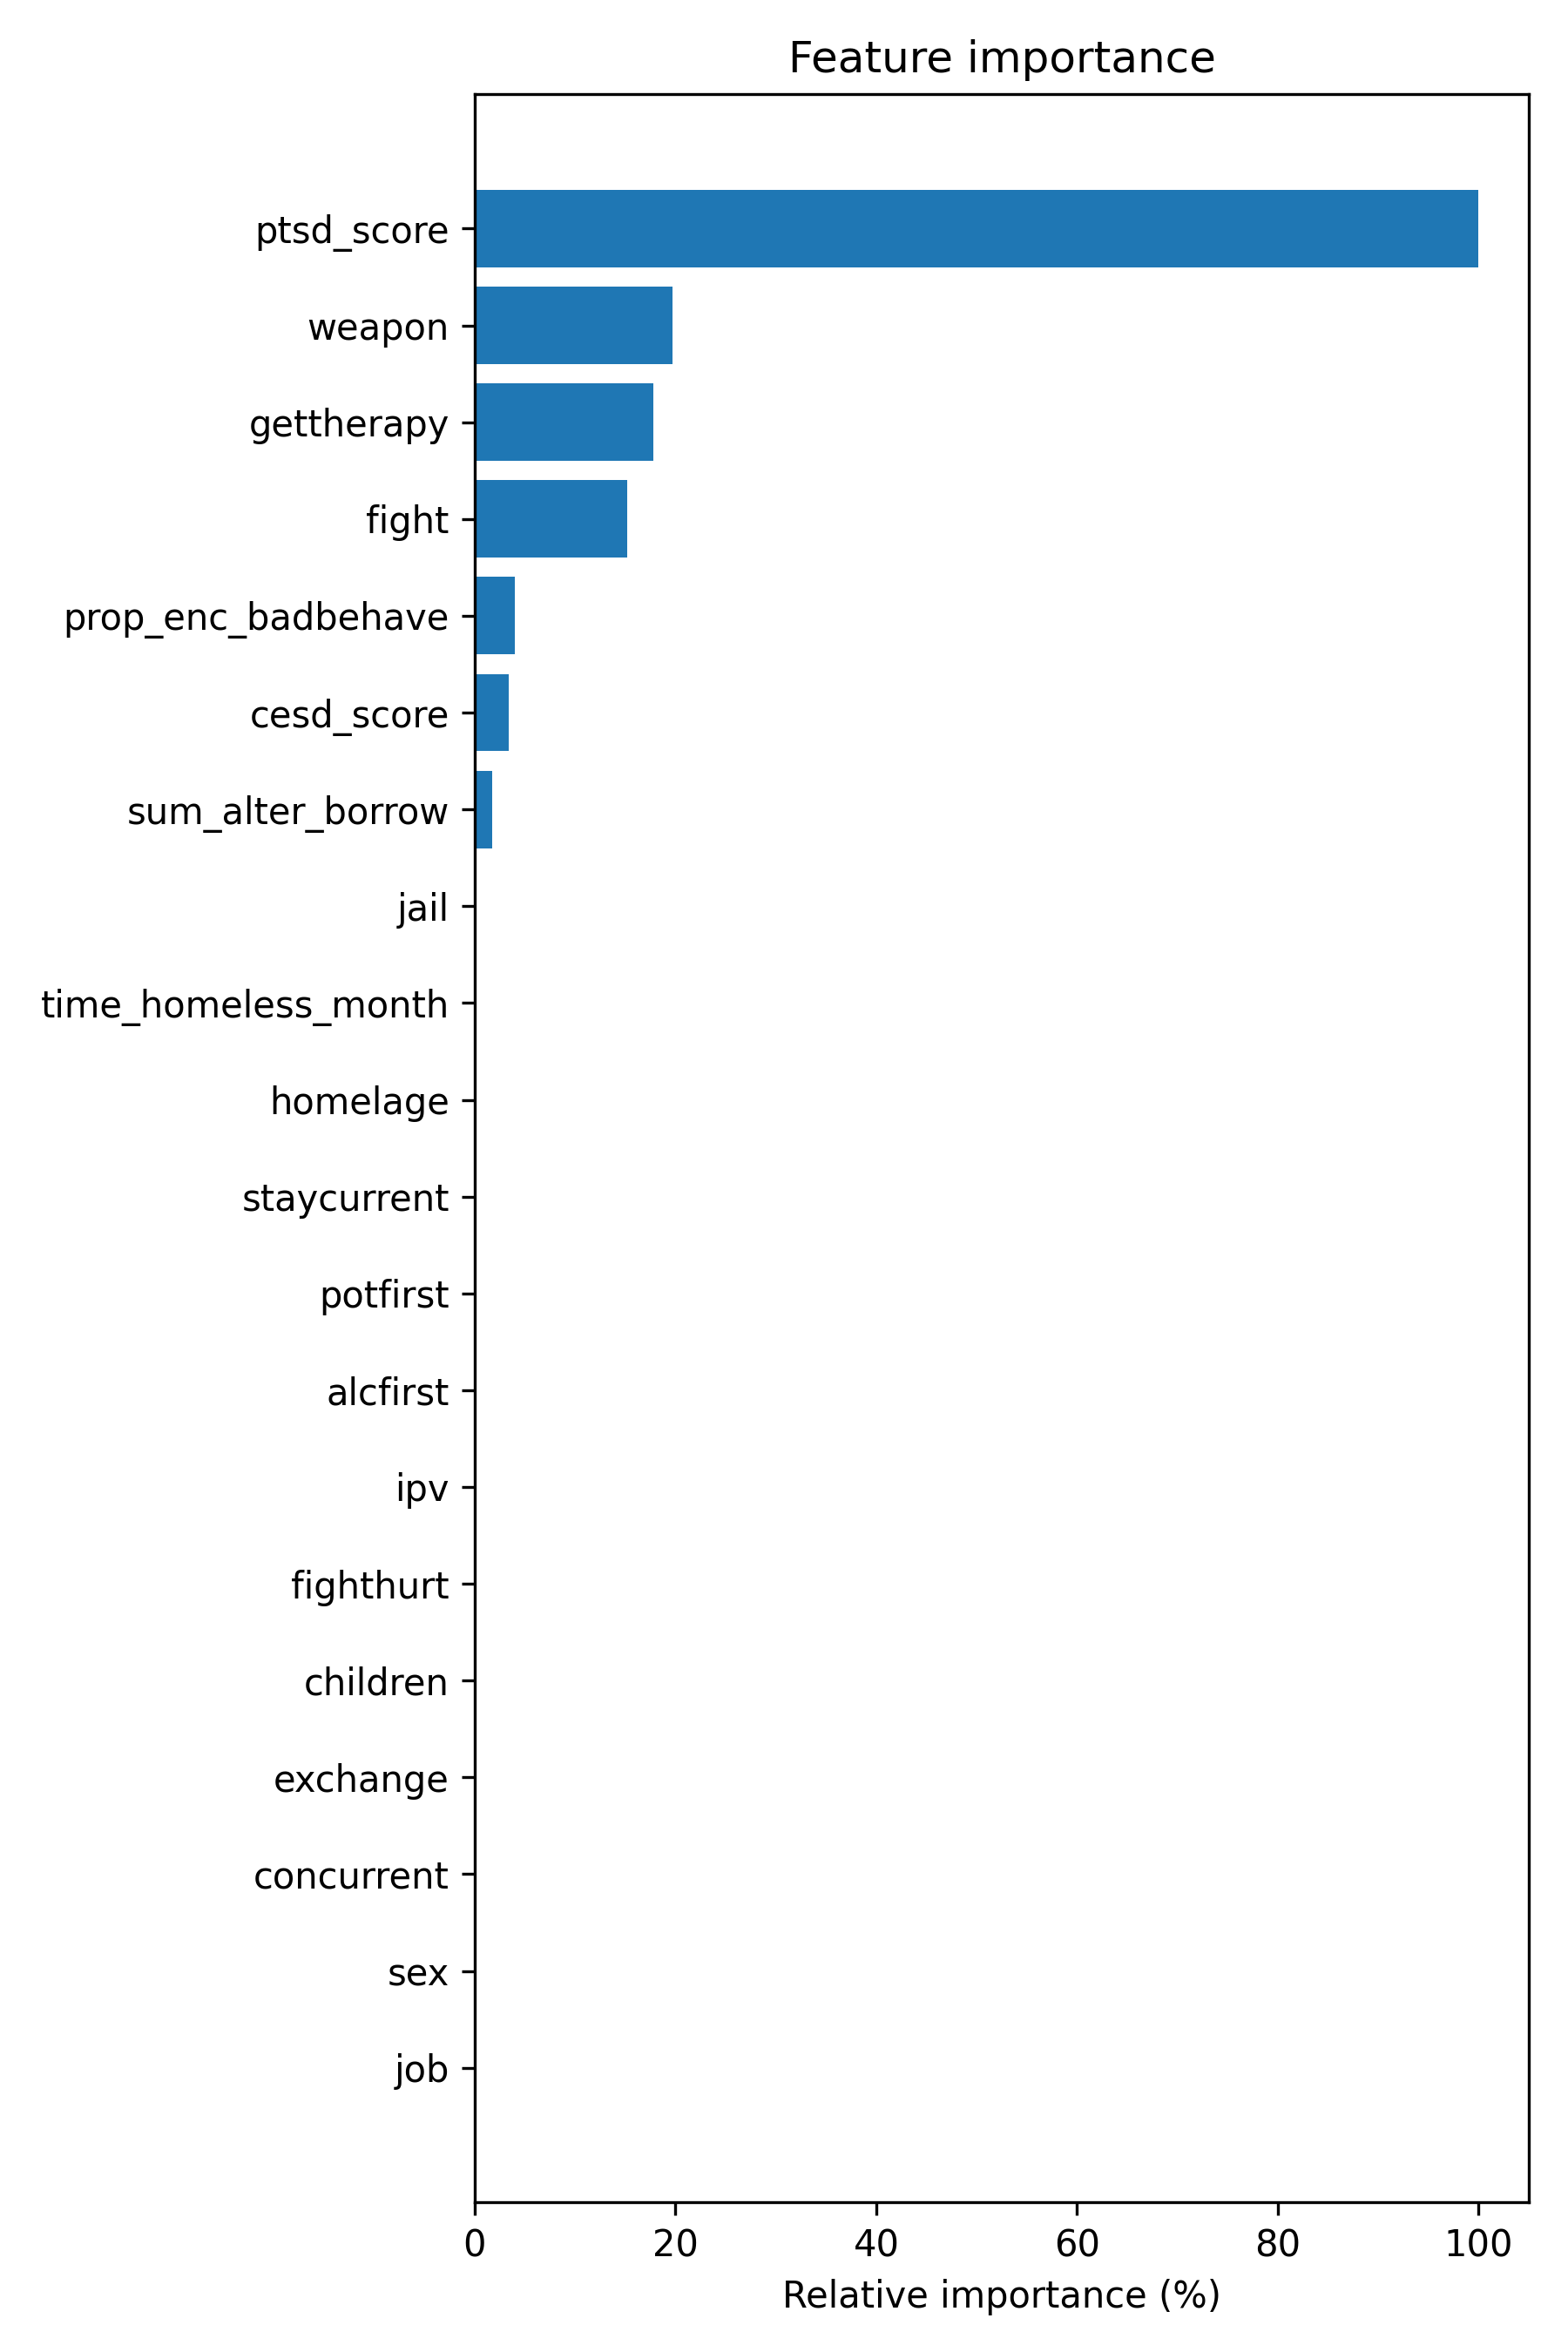 Feature importance
ptsd_score
weapon
gettherapy
fight
prop_enc_badbehave
cesd_score
sum_alter_borrow
jail
time_homeless_month
homelage
staycurrent
potfirst
alcfirst
ipv
fighthurt
children
exchange
concurrent
sex
job
0 20 40 60 80 100
Relative importance (%)